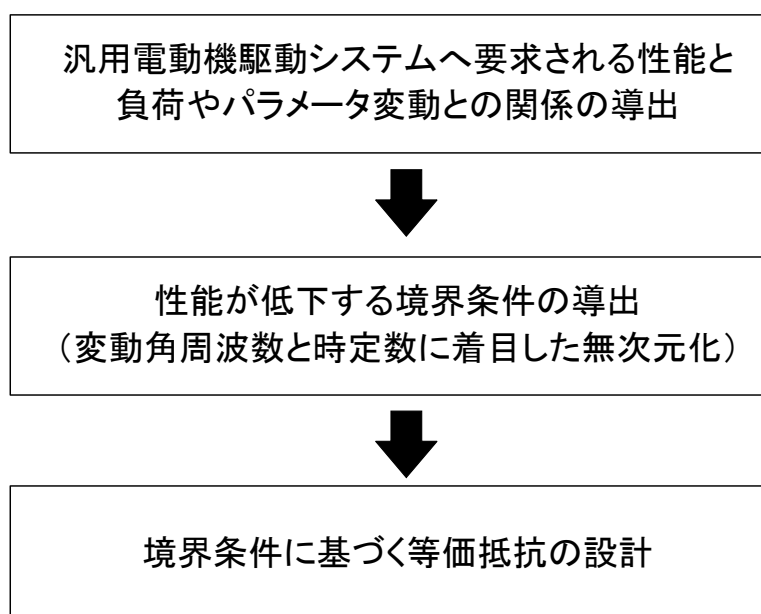 汎用電動機駆動システムへ要求される性能と
負荷やパラメータ変動との関係の導出
性能が低下する境界条件の導出
（変動角周波数と時定数に着目した無次元化）
境界条件に基づく等価抵抗の設計